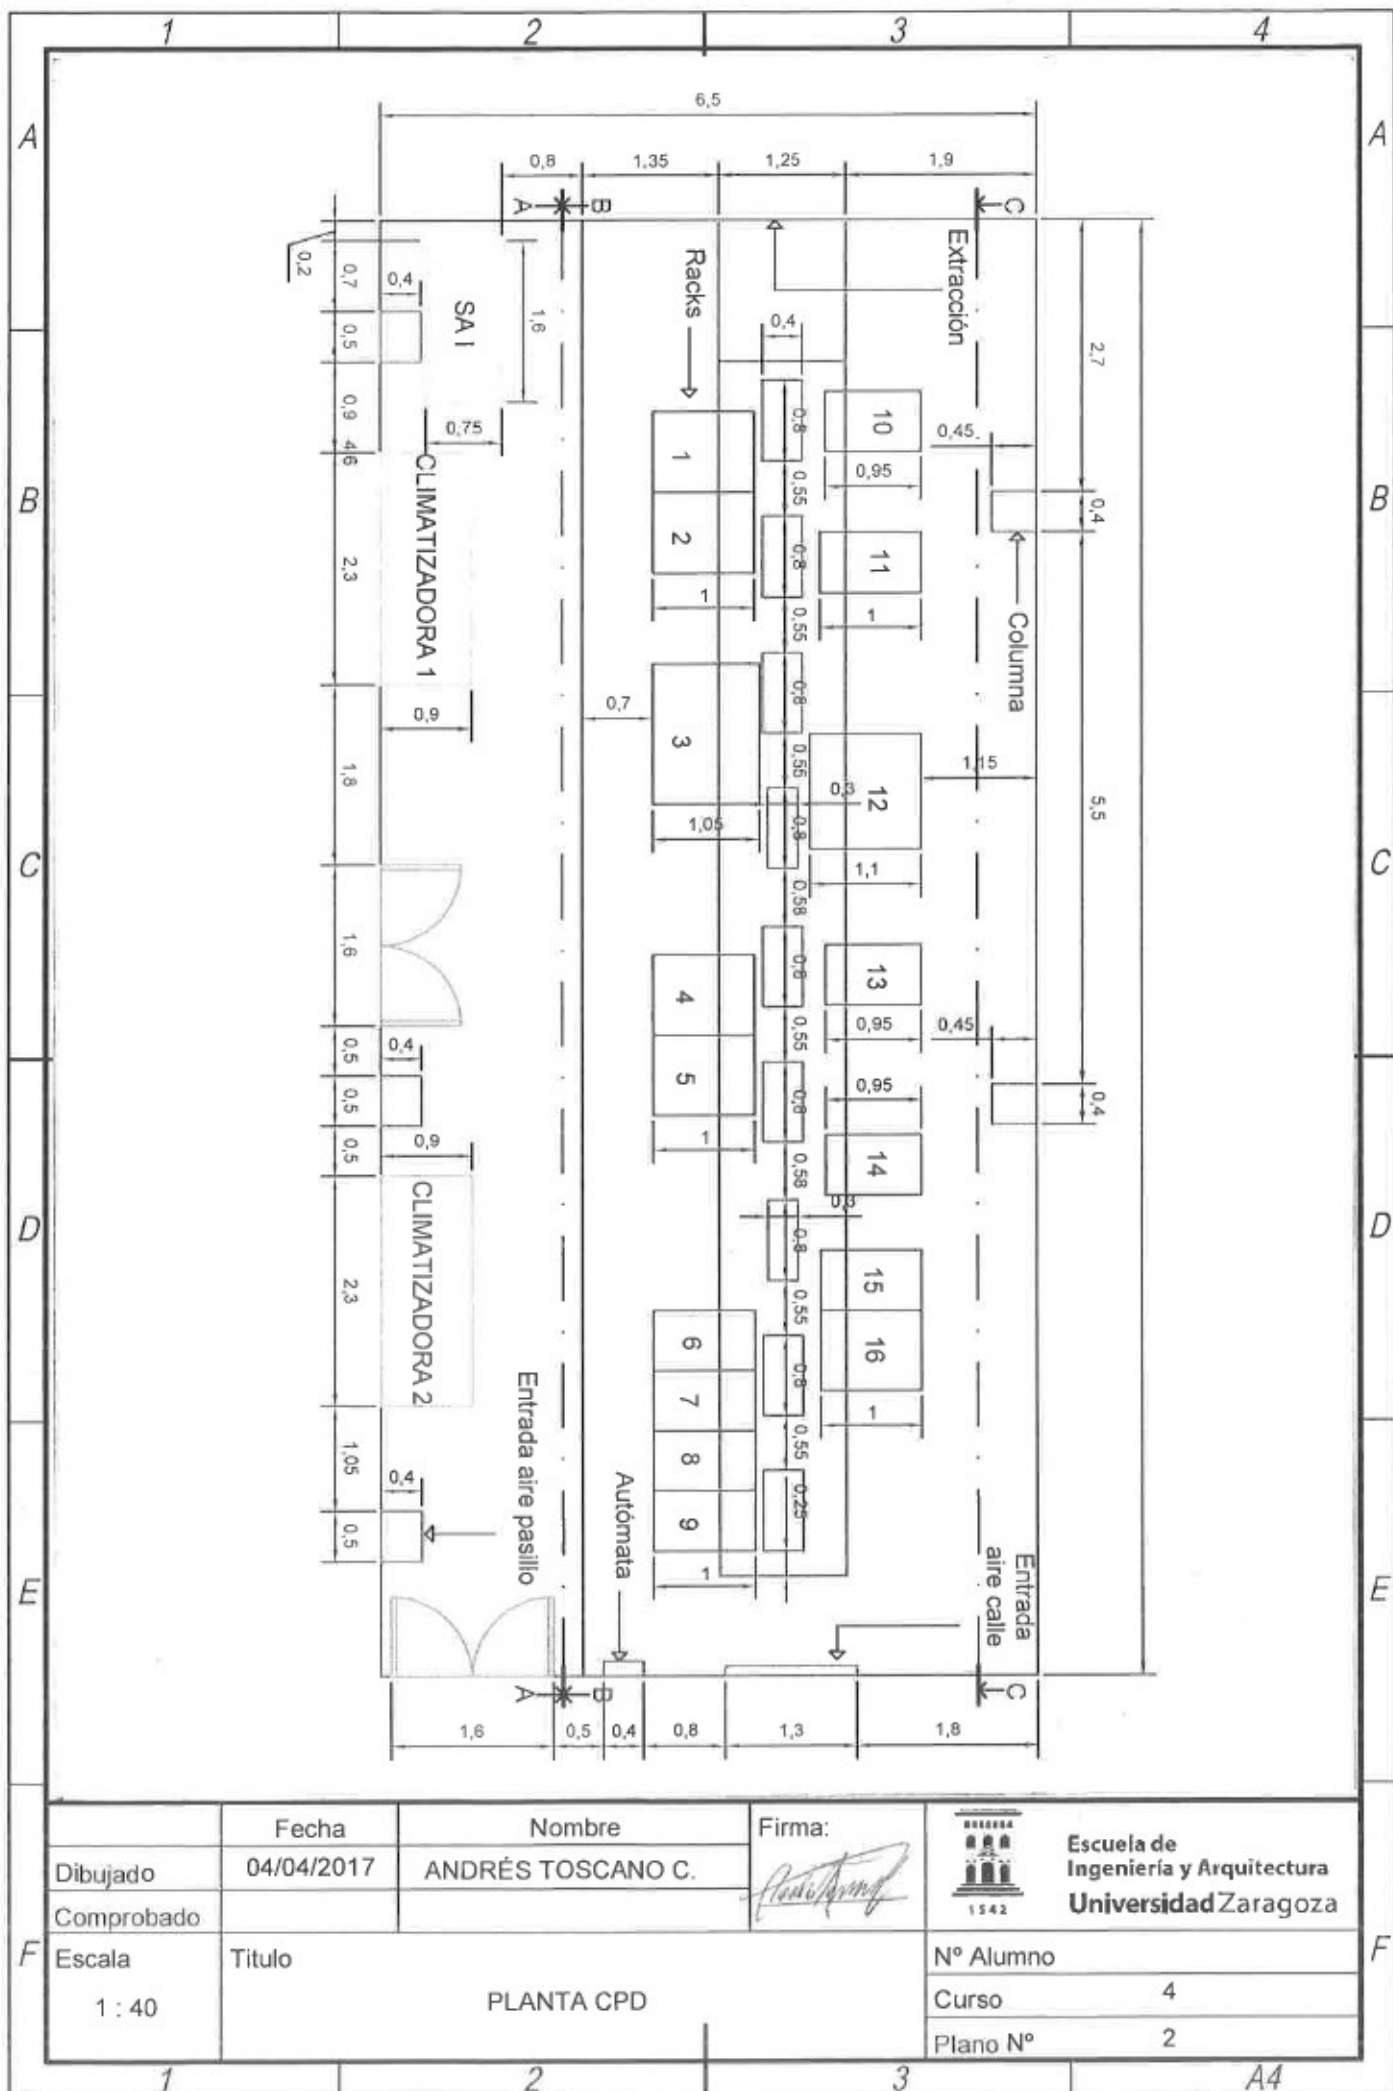 1 2 3 4
A A
6,5
0,8 1,35 1,25 1,9
A B C
0,2
0,7
0,4
SAI
1,6
Racks
Extracción
0,4
2,7
0,5
0,9
0,75
4,6
CLIMATIZADORA 1
2,3
0,9
1,8
1,6
0,5
0,4
0,5
0,5
0,9
CLIMATIZADORA 2
2,3
1,05
0,4
0,5
Entrada aire pasillo
B B
1
2
1
0,7
3
1,05
4
5
1
6
7
8
9
1
Autómata
0,8
0,55
0,8
0,55
0,8
0,55
0,3
0,8
0,58
0,8
0,55
0,8
0,58
0,3
0,8
0,55
0,8
0,55
0,25
10
0,95
11
1
12
1,1
13
0,95
0,95
14
15
16
1
0,45
0,4
Columna
1,15
5,5
0,45
0,4
C C
D D
E E
Entrada
aire calle
A B C
1,6 0,5 0,4 0,8 1,3 1,8
Fecha Nombre Firma:
Dibujado 04/04/2017 ANDRÉS TOSCANO C.
Comprobado
1542
Escuela de
Ingeniería y Arquitectura
Universidad Zaragoza
F F
Escala Titulo
1 : 40 PLANTA CPD
Nº Alumno
Curso 4
Plano Nº 2
1 2 3 A4